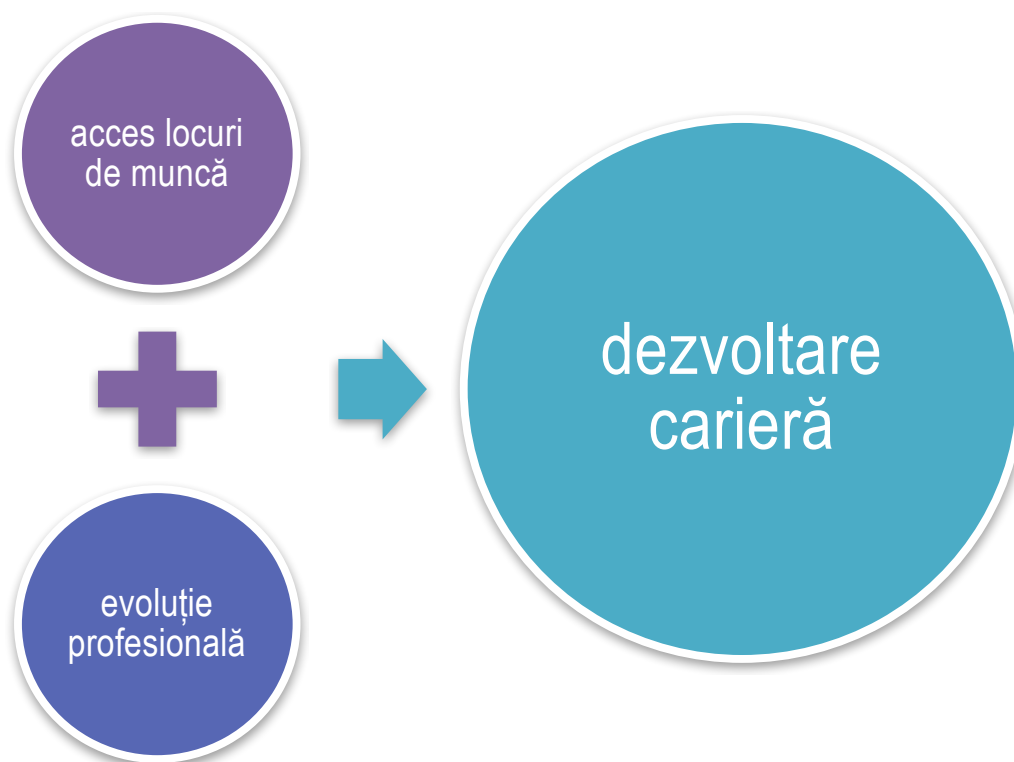 acces locuri
de muncă
evoluție
profesională
dezvoltare
carieră